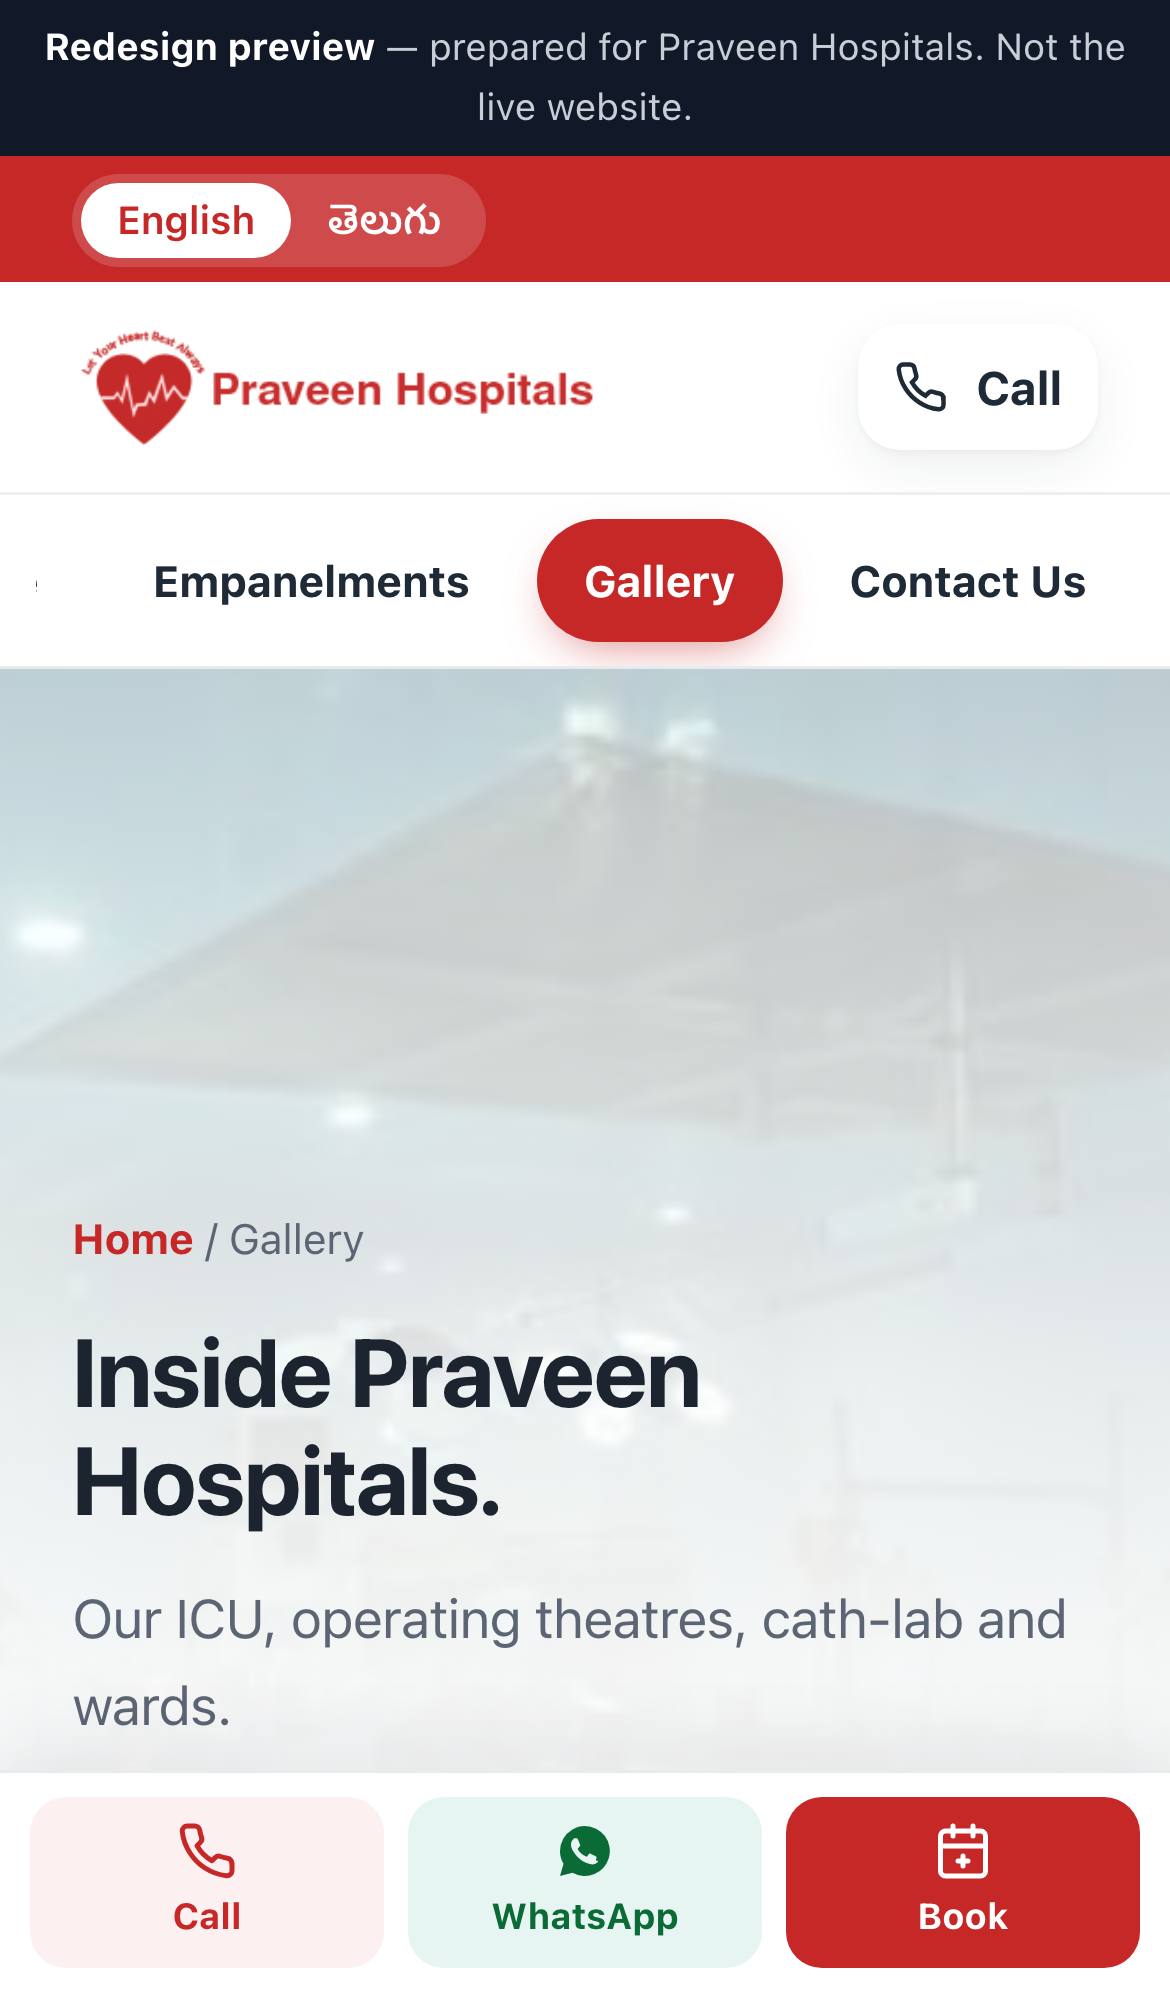 Redesign preview — prepared for Praveen Hospitals. Not the
live website.
English తెలుగు
Let Your Heart Beat Always
Praveen Hospitals
Call
Empanelments Gallery Contact Us
Home / Gallery
Inside Praveen
Hospitals.
Our ICU, operating theatres, cath-lab and
wards.
Call WhatsApp Book